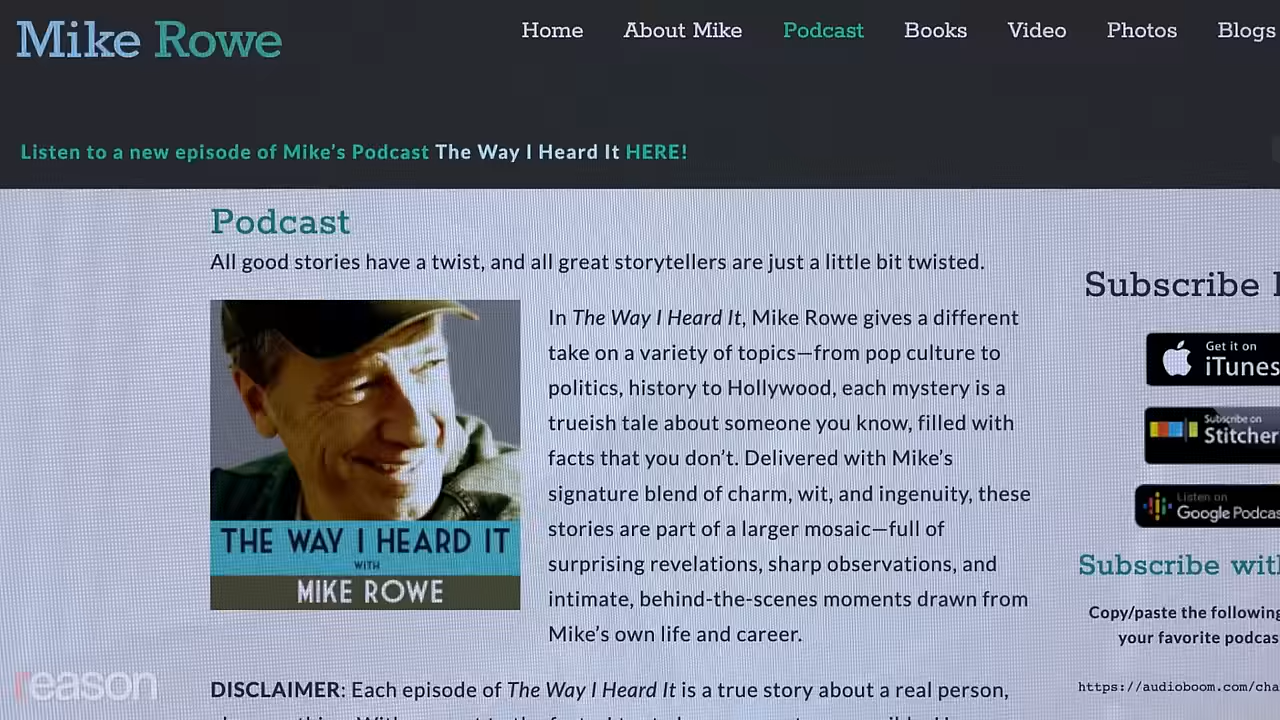 Mike Rowe
Home About Mike Podcast Books Video Photos Blogs
Listen to a new episode of Mike's Podcast The Way I Heard It HERE!
Podcast
All good stories have a twist, and all great storytellers are just a little bit twisted.
THE WAY I HEARD IT
WITH
MIKE ROWE
In The Way I Heard It, Mike Rowe gives a different
take on a variety of topics—from pop culture to
politics, history to Hollywood, each mystery is a
trueish tale about someone you know, filled with
facts that you don't. Delivered with Mike's
signature blend of charm, wit, and ingenuity, these
stories are part of a larger mosaic—full of
surprising revelations, sharp observations, and
intimate, behind-the-scenes moments drawn from
Mike's own life and career.
DISCLAIMER: Each episode of The Way I Heard It is a true story about a real person,
Subscribe
Get it on
iTunes
Subscribe on
Stitcher
Listen on
Google Podcas
Subscribe wit
Copy/paste the following
your favorite podcas
https://audioboom.com/cha
reason